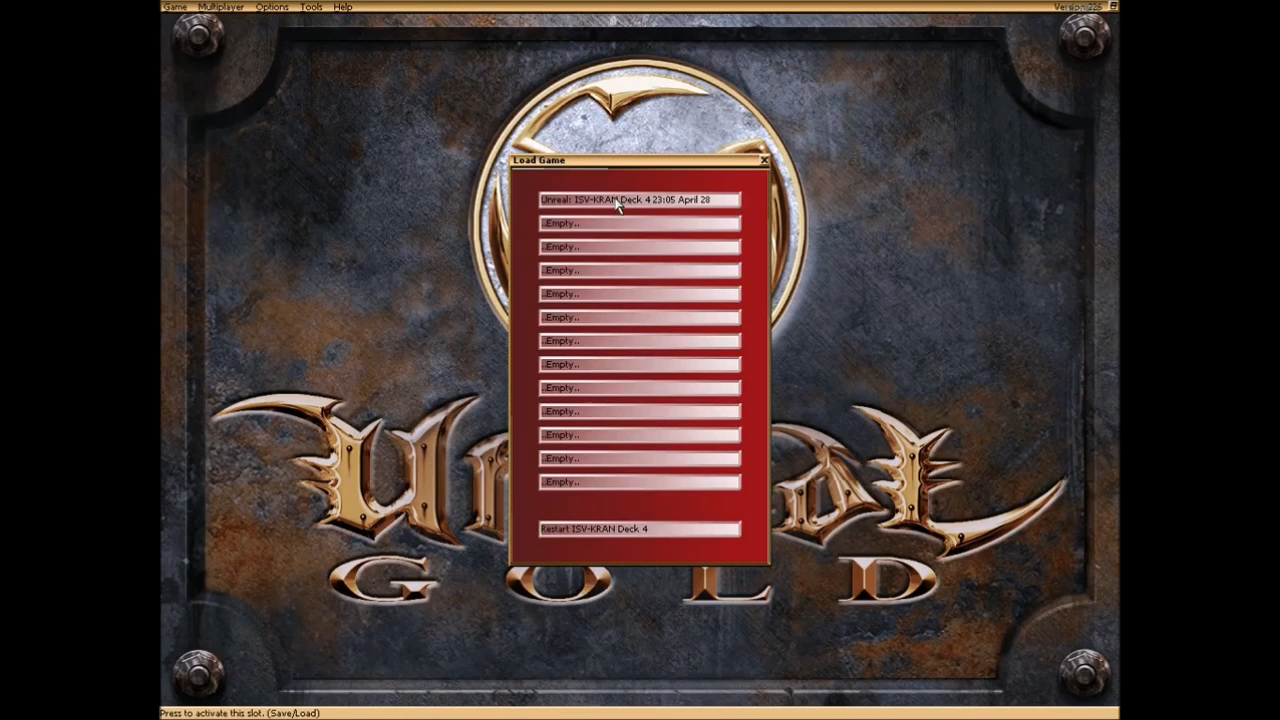 Game Multiplayer Options Tools Help
Load Game
Unreal: ISV-KRAN Deck 4 23:05 April 28
..Empty..
..Empty..
..Empty..
..Empty..
..Empty..
..Empty..
..Empty..
..Empty..
..Empty..
..Empty..
..Empty..
..Empty..
Restart ISV-KRAN Deck 4
Unreal
GOLD
Press to activate this slot. (Save/Load)